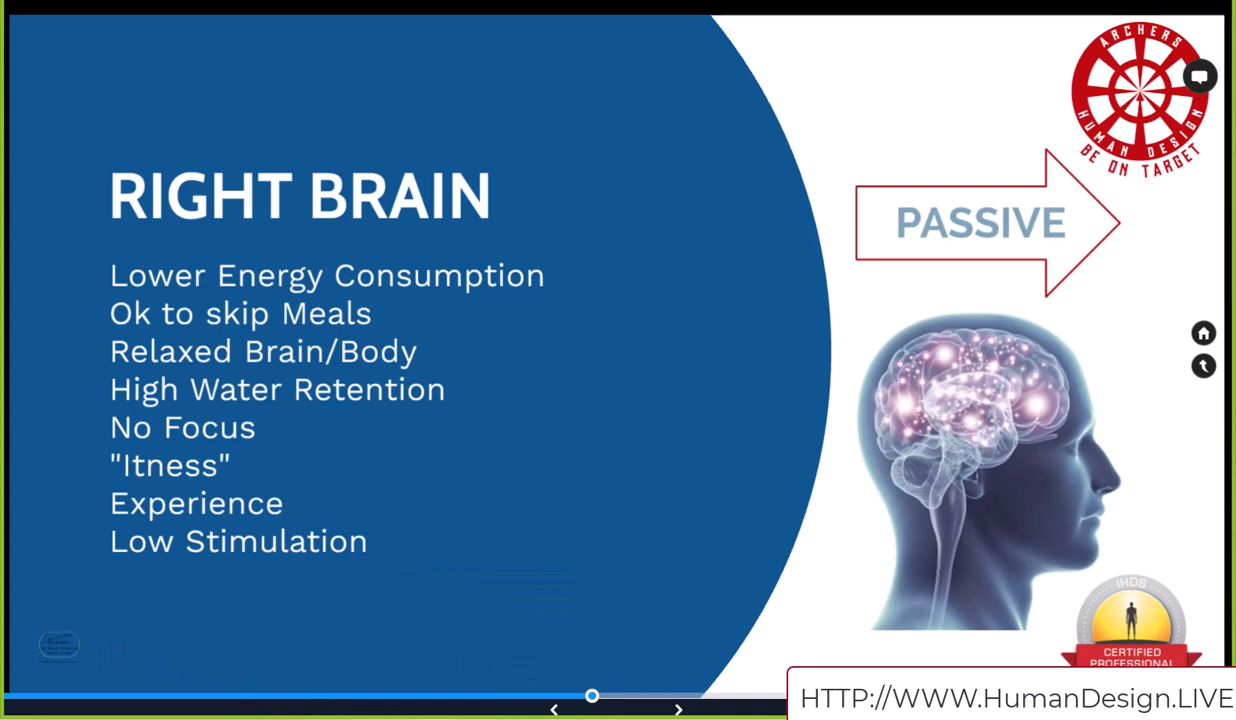 ARCHERS
HUMAN DESIGN
BE ON TARGET
PASSIVE
RIGHT BRAIN
Lower Energy Consumption
Ok to skip Meals
Relaxed Brain/Body
High Water Retention
No Focus
"Itness"
Experience
Low Stimulation
IHDS
CERTIFIED
PROFESSIONAL
HTTP://WWW.HumanDesign.LIVE